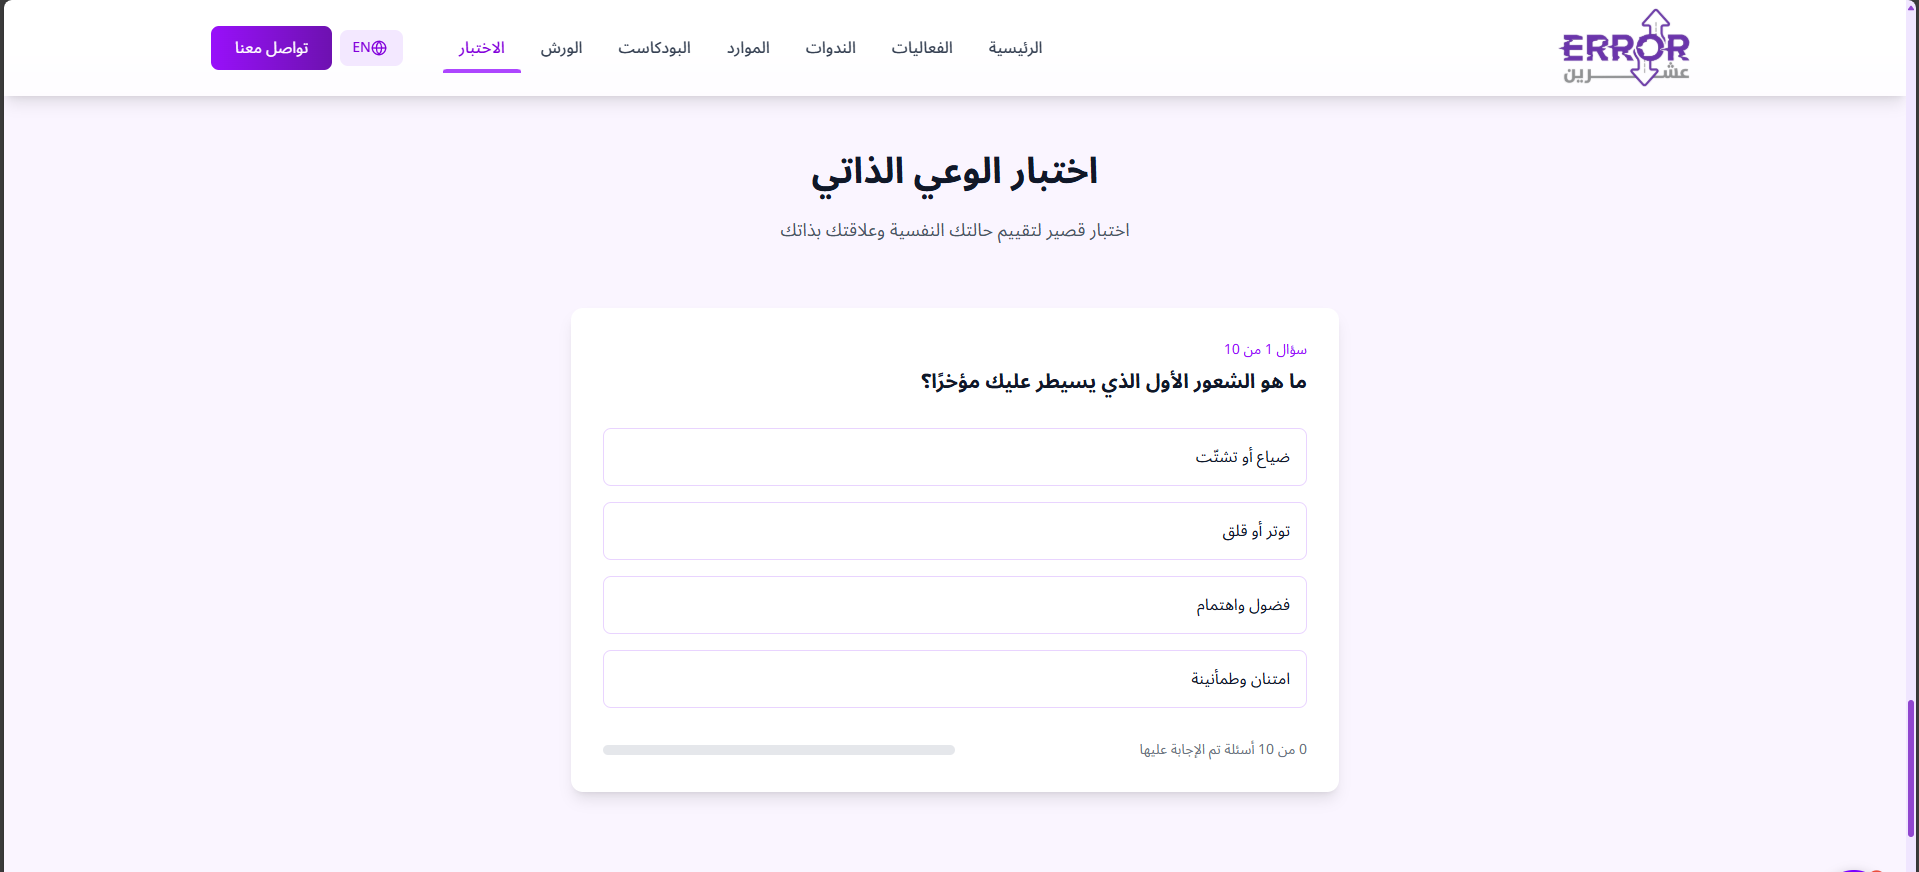 ERROR
عشرين
الرئيسية
الفعاليات
الندوات
الموارد
البودكاست
الورش
الاختبار
EN
تواصل معنا
اختبار الوعي الذاتي
اختبار قصير لتقييم حالتك النفسية وعلاقتك بذاتك
سؤال 1 من 10
ما هو الشعور الأول الذي يسيطر عليك مؤخرًا؟
ضياع أو تشتّت
توتر أو قلق
فضول واهتمام
امتنان وطمأنينة
0 من 10 أسئلة تم الإجابة عليها